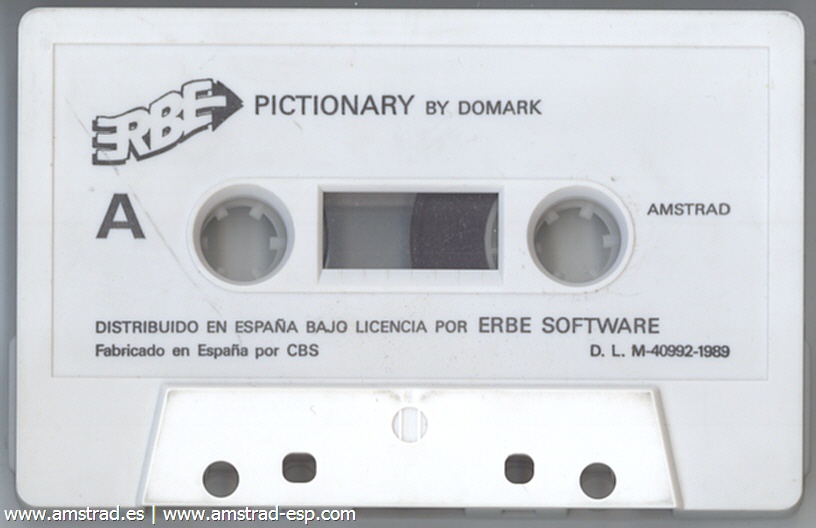 ERBE PICTIONARY BY DOMARK
A
AMSTRAD
DISTRIBUIDO EN ESPAÑA BAJO LICENCIA POR ERBE SOFTWARE
Fabricado en España por CBS D. L. M-40992-1989
www.amstrad.es | www.amstrad-esp.com